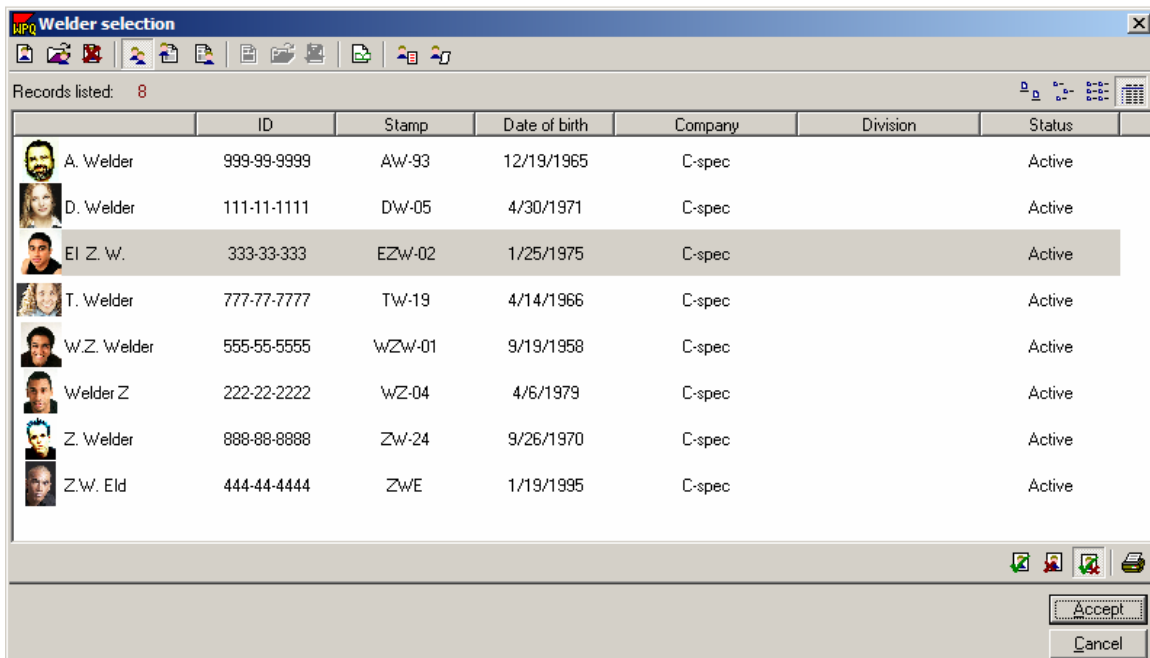 WPQ Welder selection
Records listed: 8
ID Stamp Date of birth Company Division Status
A. Welder 999-99-9999 AW-93 12/19/1965 C-spec Active
D. Welder 111-11-1111 DW-05 4/30/1971 C-spec Active
El Z. W. 333-33-333 EZW-02 1/25/1975 C-spec Active
T. Welder 777-77-7777 TW-19 4/14/1966 C-spec Active
W.Z. Welder 555-55-5555 WZW-01 9/19/1958 C-spec Active
Welder Z 222-22-2222 WZ-04 4/6/1979 C-spec Active
Z. Welder 888-88-8888 ZW-24 9/26/1970 C-spec Active
Z.W. Eld 444-44-4444 ZWE 1/19/1995 C-spec Active
Accept
Cancel